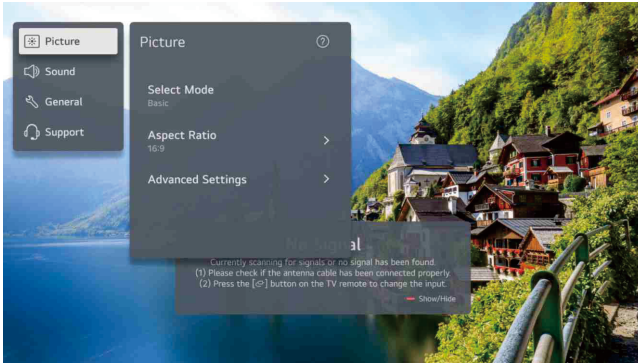 Picture
Sound
General
Support
Picture
Select Mode
Basic
Aspect Ratio
16:9
Advanced Settings
No Signal
Currently scanning for signals or no signal has been found.
(1) Please check if the antenna cable has been connected properly
(2) Press the [ ] button on the TV remote to change the input.
Show/Hide